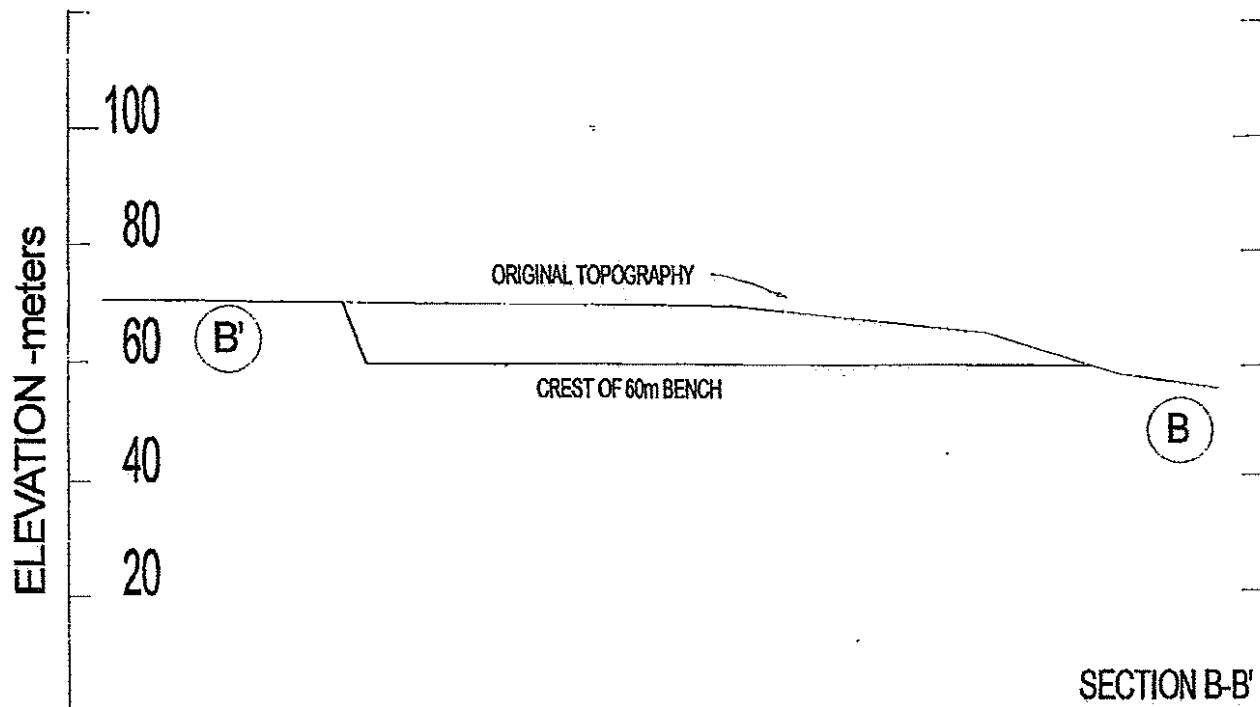 ELEVATION -meters
100
80
60
40
20
ORIGINAL TOPOGRAPHY
B'
CREST OF 60m BENCH
B
SECTION B-B'